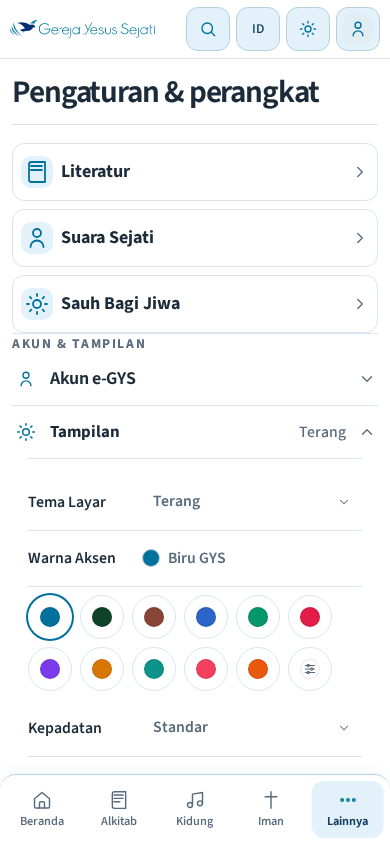 Gereja Yesus Sejati
ID
Pengaturan & perangkat
Literatur
Suara Sejati
Sauh Bagi Jiwa
AKUN & TAMPILAN
Akun e-GYS
Tampilan Terang
Tema Layar Terang
Warna Aksen Biru GYS
Kepadatan Standar
Beranda Alkitab Kidung Iman Lainnya